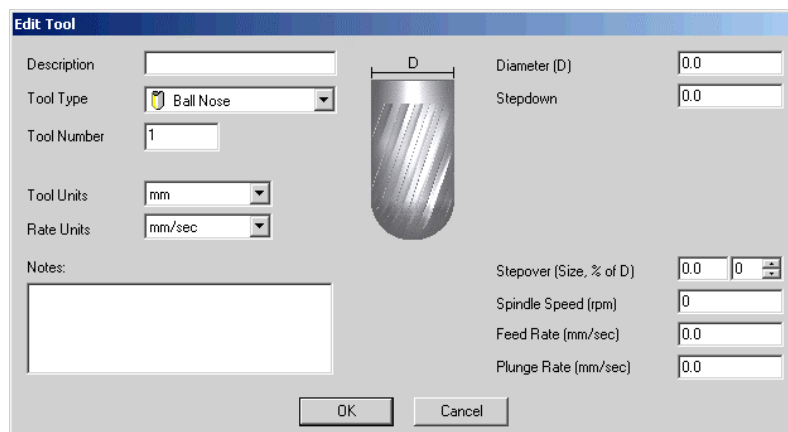 Edit Tool
Description
Tool Type
Ball Nose
Tool Number
1
Tool Units
mm
Rate Units
mm/sec
Notes:
D
Diameter (D)
0.0
Stepdown
0.0
Stepover (Size, % of D)
0.0
0
Spindle Speed (rpm)
0
Feed Rate (mm/sec)
0.0
Plunge Rate (mm/sec)
0.0
OK
Cancel